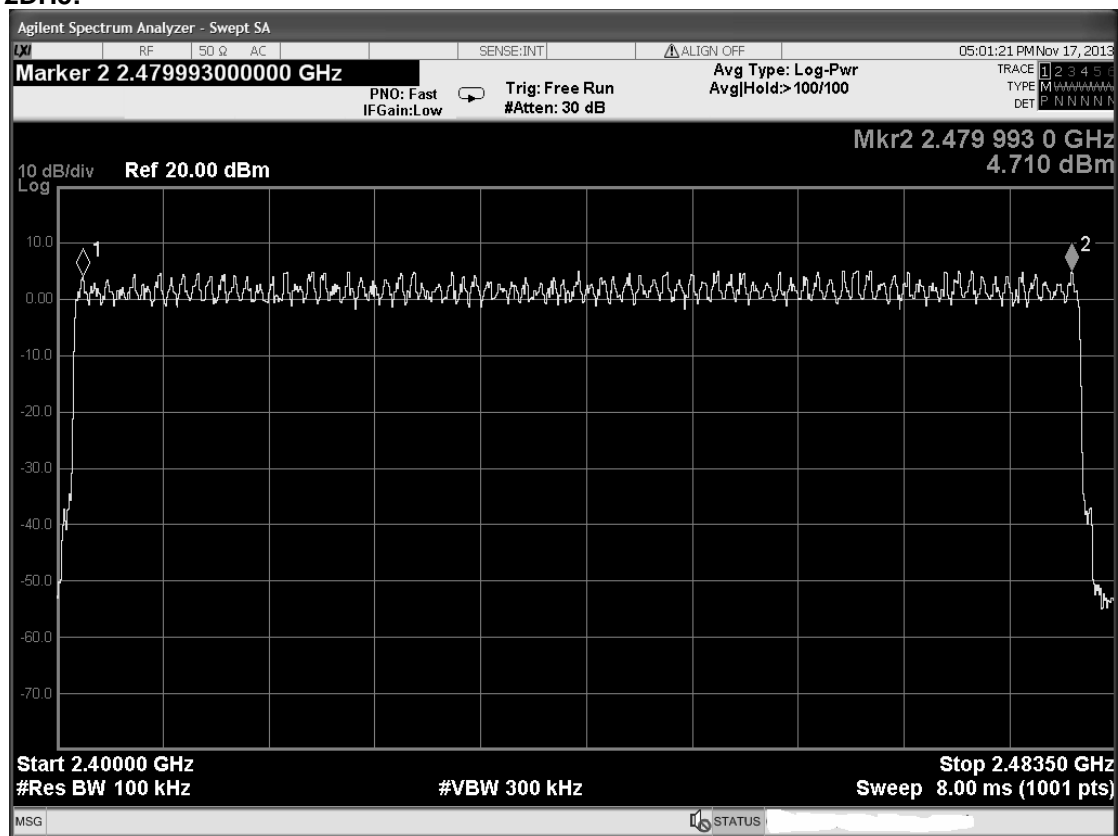 Agilent Spectrum Analyzer - Swept SA
LXI RF 50 Ω AC SENSE:INT ALIGN OFF 05:01:21 PM Nov 17, 2013
Marker 2 2.479993000000 GHz
PNO: Fast
IFGain:Low
Trig: Free Run
#Atten: 30 dB
Avg Type: Log-Pwr
Avg|Hold:>100/100
TRACE 1 2 3 4 5 6
TYPE M
DET P N N N N N
Mkr2 2.479 993 0 GHz
4.710 dBm
10 dB/div Ref 20.00 dBm
Log
10.0
1
2
0.00
-10.0
-20.0
-30.0
-40.0
-50.0
-60.0
-70.0
Start 2.40000 GHz Stop 2.48350 GHz
#Res BW 100 kHz #VBW 300 kHz Sweep 8.00 ms (1001 pts)
MSG STATUS